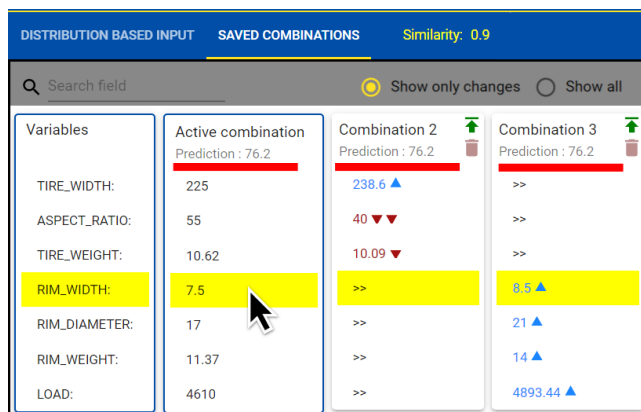 DISTRIBUTION BASED INPUT SAVED COMBINATIONS Similarity: 0.9
Search field Show only changes Show all
Variables Active combination Combination 2 Combination 3
Prediction : 76.2 Prediction : 76.2 Prediction : 76.2
TIRE_WIDTH: 225 238.6 ▲ >>
ASPECT_RATIO: 55 40 ▼▼ >>
TIRE_WEIGHT: 10.62 10.09 ▼ >>
RIM_WIDTH: 7.5 >> 8.5 ▲
RIM_DIAMETER: 17 >> 21 ▲
RIM_WEIGHT: 11.37 >> 14 ▲
LOAD: 4610 >> 4893.44 ▲